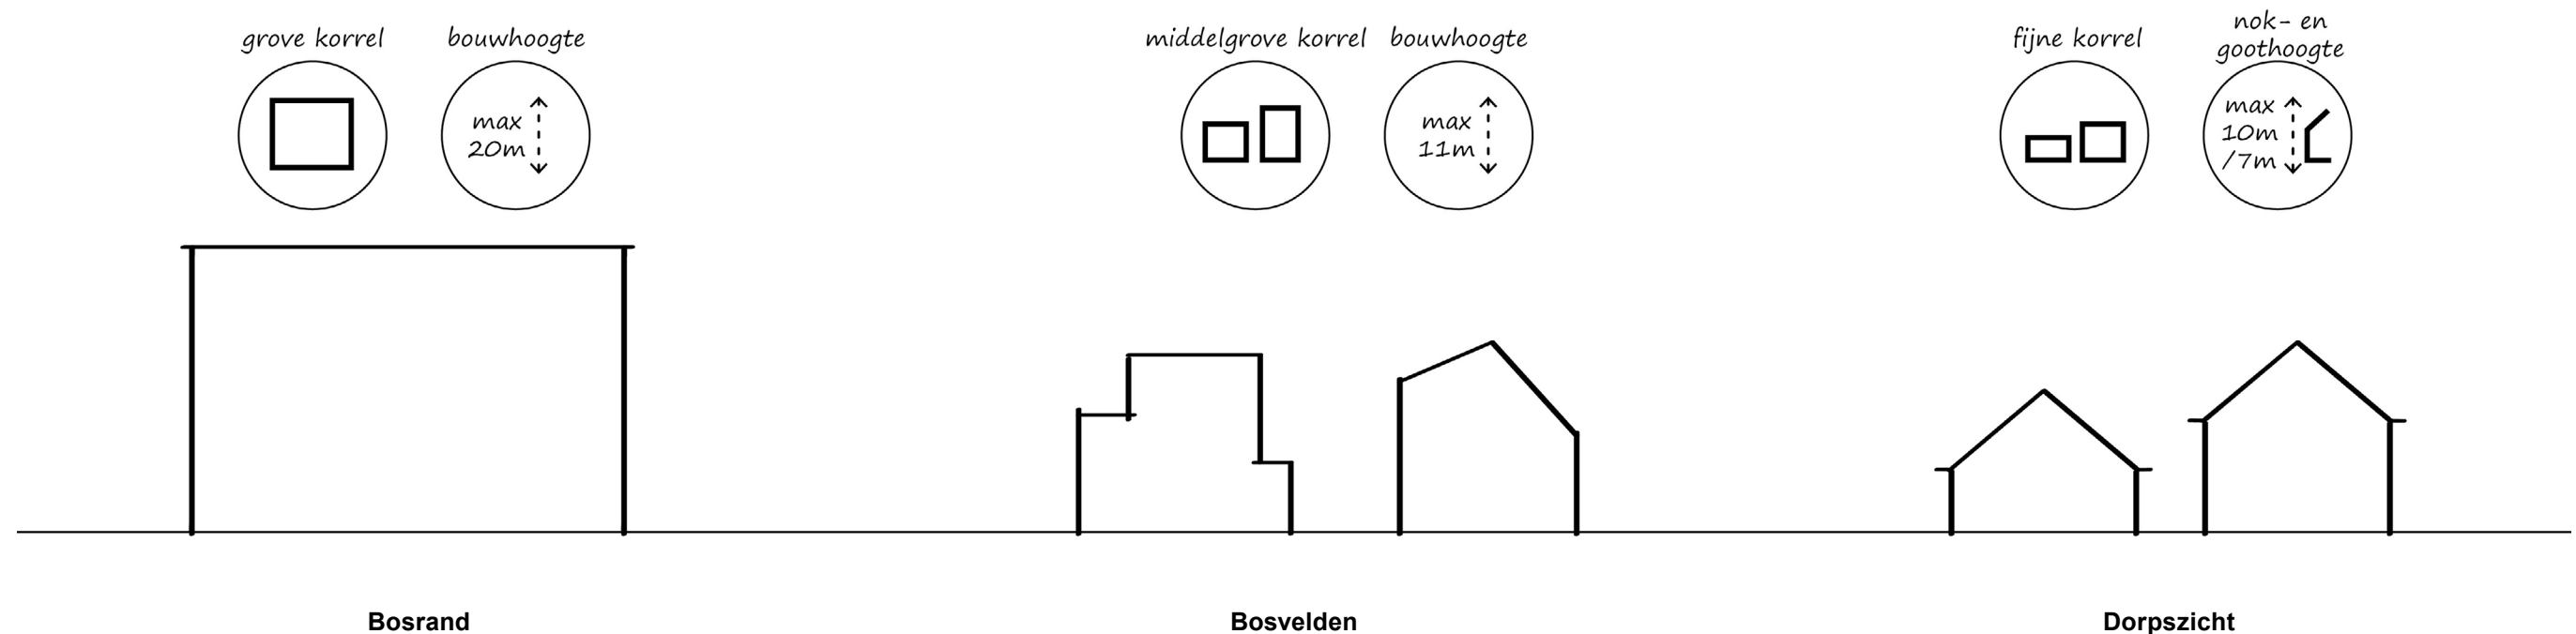 grove korrel
bouwhoogte
max
20m
middelgrove korrel
bouwhoogte
max
11m
fijne korrel
nok- en
goothoogte
max
10m
/7m
Bosrand
Bosvelden
Dorpszicht